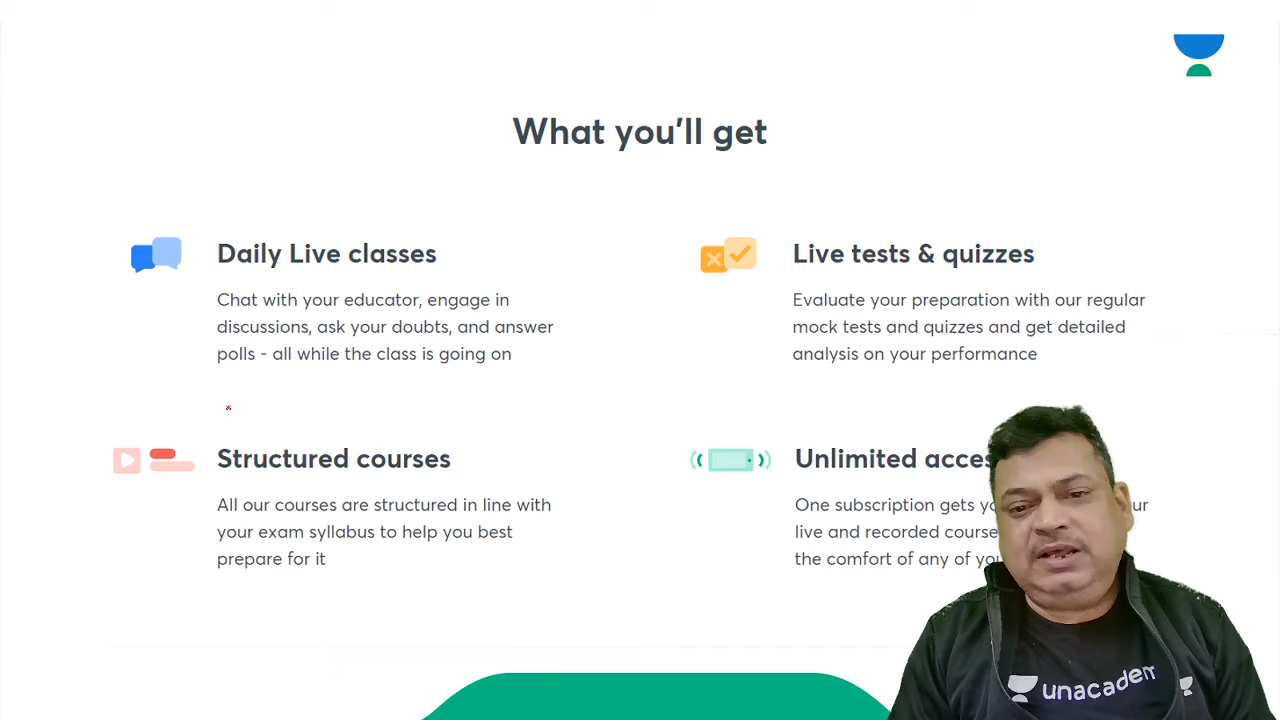 What you'll get
Daily Live classes
Chat with your educator, engage in
discussions, ask your doubts, and answer
polls - all while the class is going on
Live tests & quizzes
Evaluate your preparation with our regular
mock tests and quizzes and get detailed
analysis on your performance
Structured courses
All our courses are structured in line with
your exam syllabus to help you best
prepare for it
Unlimited
One subscription gets
live and recorded
the comfort of any of